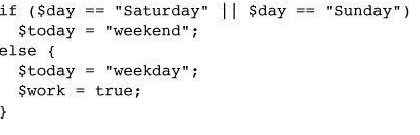 if ($day == "Saturday" || $day == "Sunday")
  $today = "weekend";
else {
  $today = "weekday";
  $work = true;
}